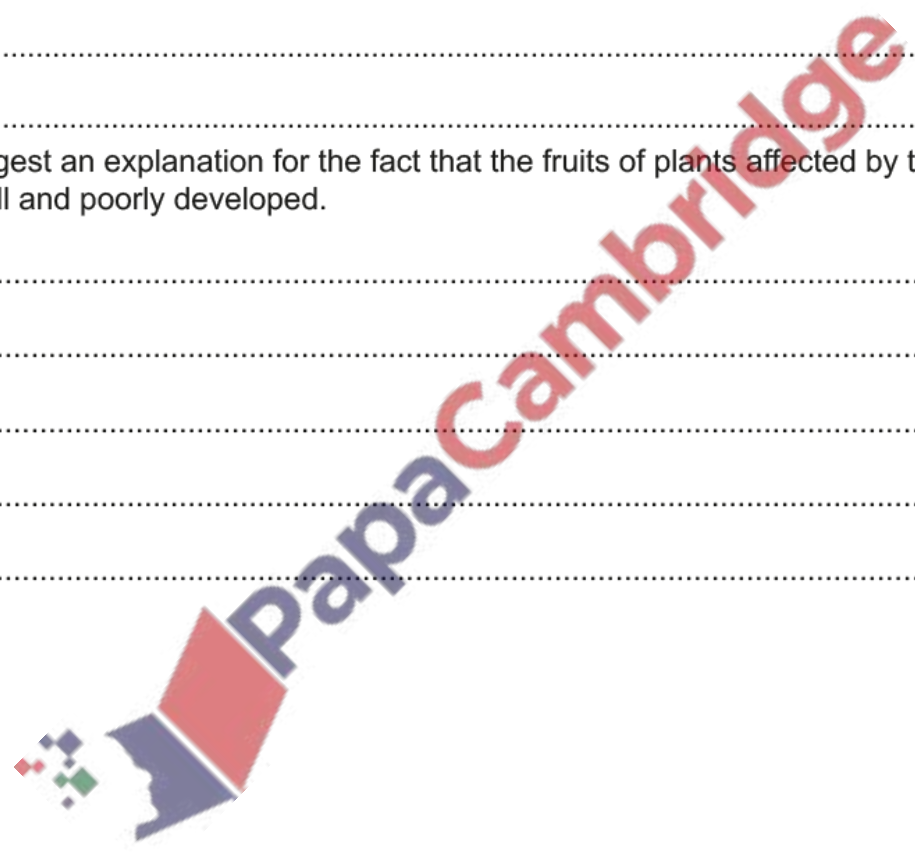 gest an explanation for the fact that the fruits of plants affected by t
ll and poorly developed.
PapaCambridge